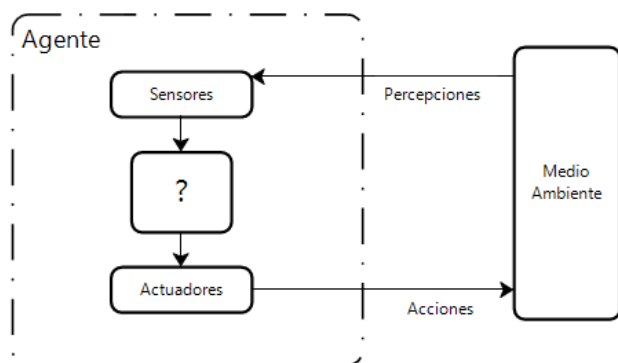 Agente
Sensores
Percepciones
?
Medio
Ambiente
Actuadores
Acciones